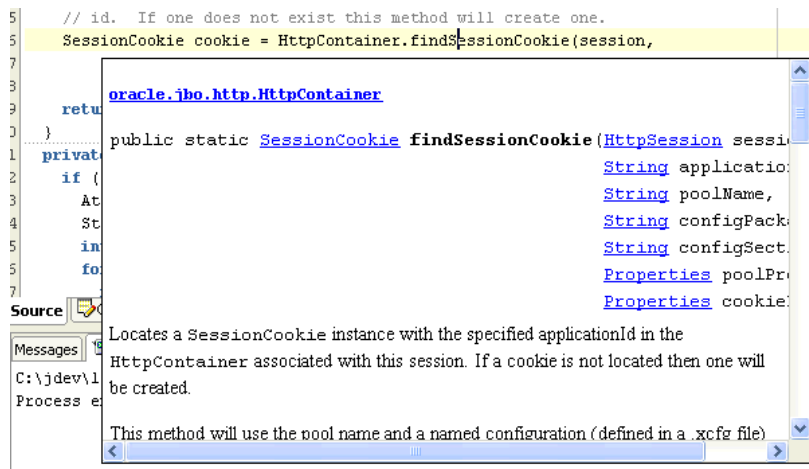 // id. If one does not exist this method will create one.
SessionCookie cookie = HttpContainer.findSessionCookie(session,
oracle.jbo.http.HttpContainer
retu
}
public static SessionCookie findSessionCookie(HttpSession sessi
privat
String applicatio
if (
String poolName,
At
String configPack
St
String configSect
in
Properties poolPr
fo
Properties cookie
Source
Locates a SessionCookie instance with the specified applicationId in the
Messages
HttpContainer associated with this session. If a cookie is not located then one will
C:\jdev\l
be created.
Process e
This method will use the pool name and a named configuration (defined in a .xcfg file)